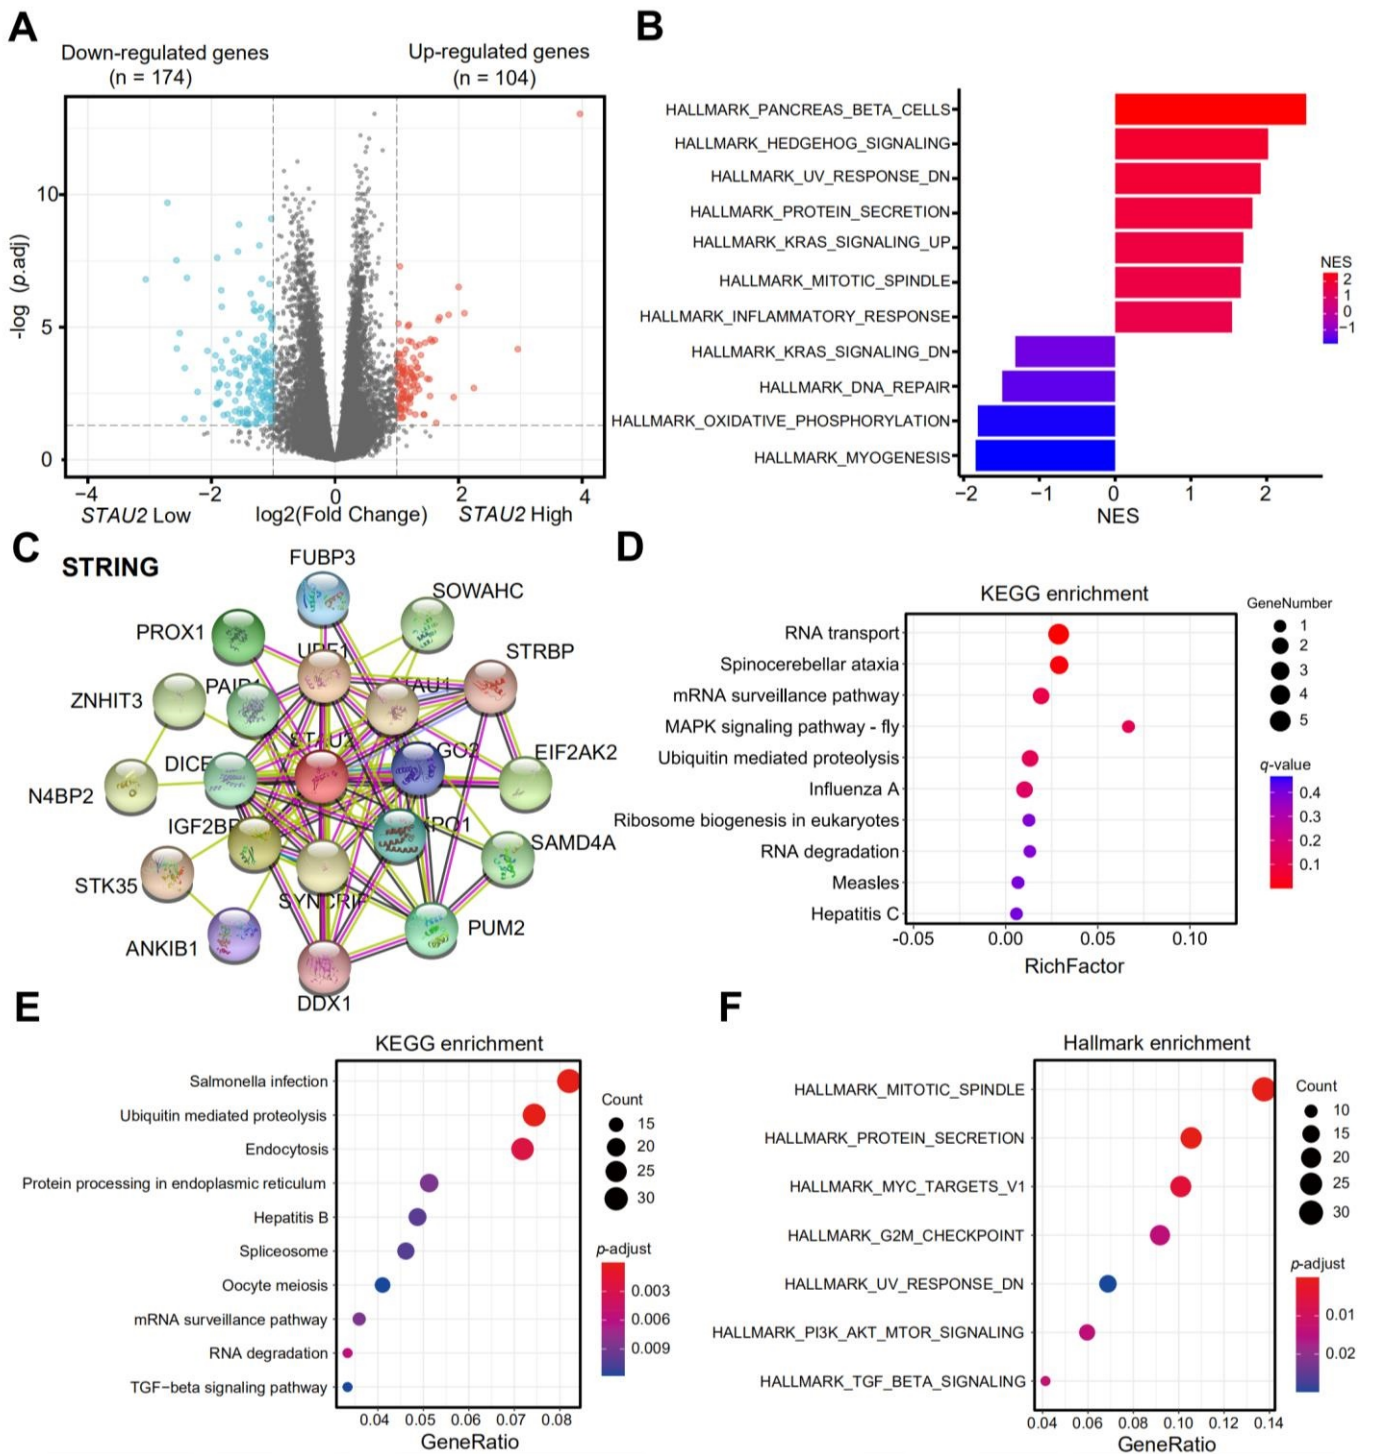 A
Down-regulated genes
(n = 174)
Up-regulated genes
(n = 104)
-log (p.adj)
10
5
0
−4
−2
0
2
4
STAU2 Low
log2(Fold Change)
STAU2 High
B
HALLMARK_PANCREAS_BETA_CELLS
HALLMARK_HEDGEHOG_SIGNALING
HALLMARK_UV_RESPONSE_DN
HALLMARK_PROTEIN_SECRETION
HALLMARK_KRAS_SIGNALING_UP
HALLMARK_MITOTIC_SPINDLE
HALLMARK_INFLAMMATORY_RESPONSE
HALLMARK_KRAS_SIGNALING_DN
HALLMARK_DNA_REPAIR
HALLMARK_OXIDATIVE_PHOSPHORYLATION
HALLMARK_MYOGENESIS
−2
−1
0
1
2
NES
NES
2
1
0
−1
C
STRING
FUBP3
SOWAHC
PROX1
STRBP
ZNHIT3
EIF2AK2
N4BP2
SAMD4A
STK35
SYNCRIP
PUM2
ANKIB1
DDX1
D
KEGG enrichment
RNA transport
Spinocerebellar ataxia
mRNA surveillance pathway
MAPK signaling pathway - fly
Ubiquitin mediated proteolysis
Influenza A
Ribosome biogenesis in eukaryotes
RNA degradation
Measles
Hepatitis C
-0.05
0.00
0.05
0.10
RichFactor
GeneNumber
1
2
3
4
5
q-value
0.4
0.3
0.2
0.1
E
KEGG enrichment
Salmonella infection
Ubiquitin mediated proteolysis
Endocytosis
Protein processing in endoplasmic reticulum
Hepatitis B
Spliceosome
Oocyte meiosis
mRNA surveillance pathway
RNA degradation
TGF−beta signaling pathway
0.04
0.05
0.06
0.07
0.08
GeneRatio
Count
15
20
25
30
p-adjust
0.003
0.006
0.009
F
Hallmark enrichment
HALLMARK_MITOTIC_SPINDLE
HALLMARK_PROTEIN_SECRETION
HALLMARK_MYC_TARGETS_V1
HALLMARK_G2M_CHECKPOINT
HALLMARK_UV_RESPONSE_DN
HALLMARK_PI3K_AKT_MTOR_SIGNALING
HALLMARK_TGF_BETA_SIGNALING
0.04
0.06
0.08
0.10
0.12
0.14
GeneRatio
Count
10
15
20
25
30
p-adjust
0.01
0.02